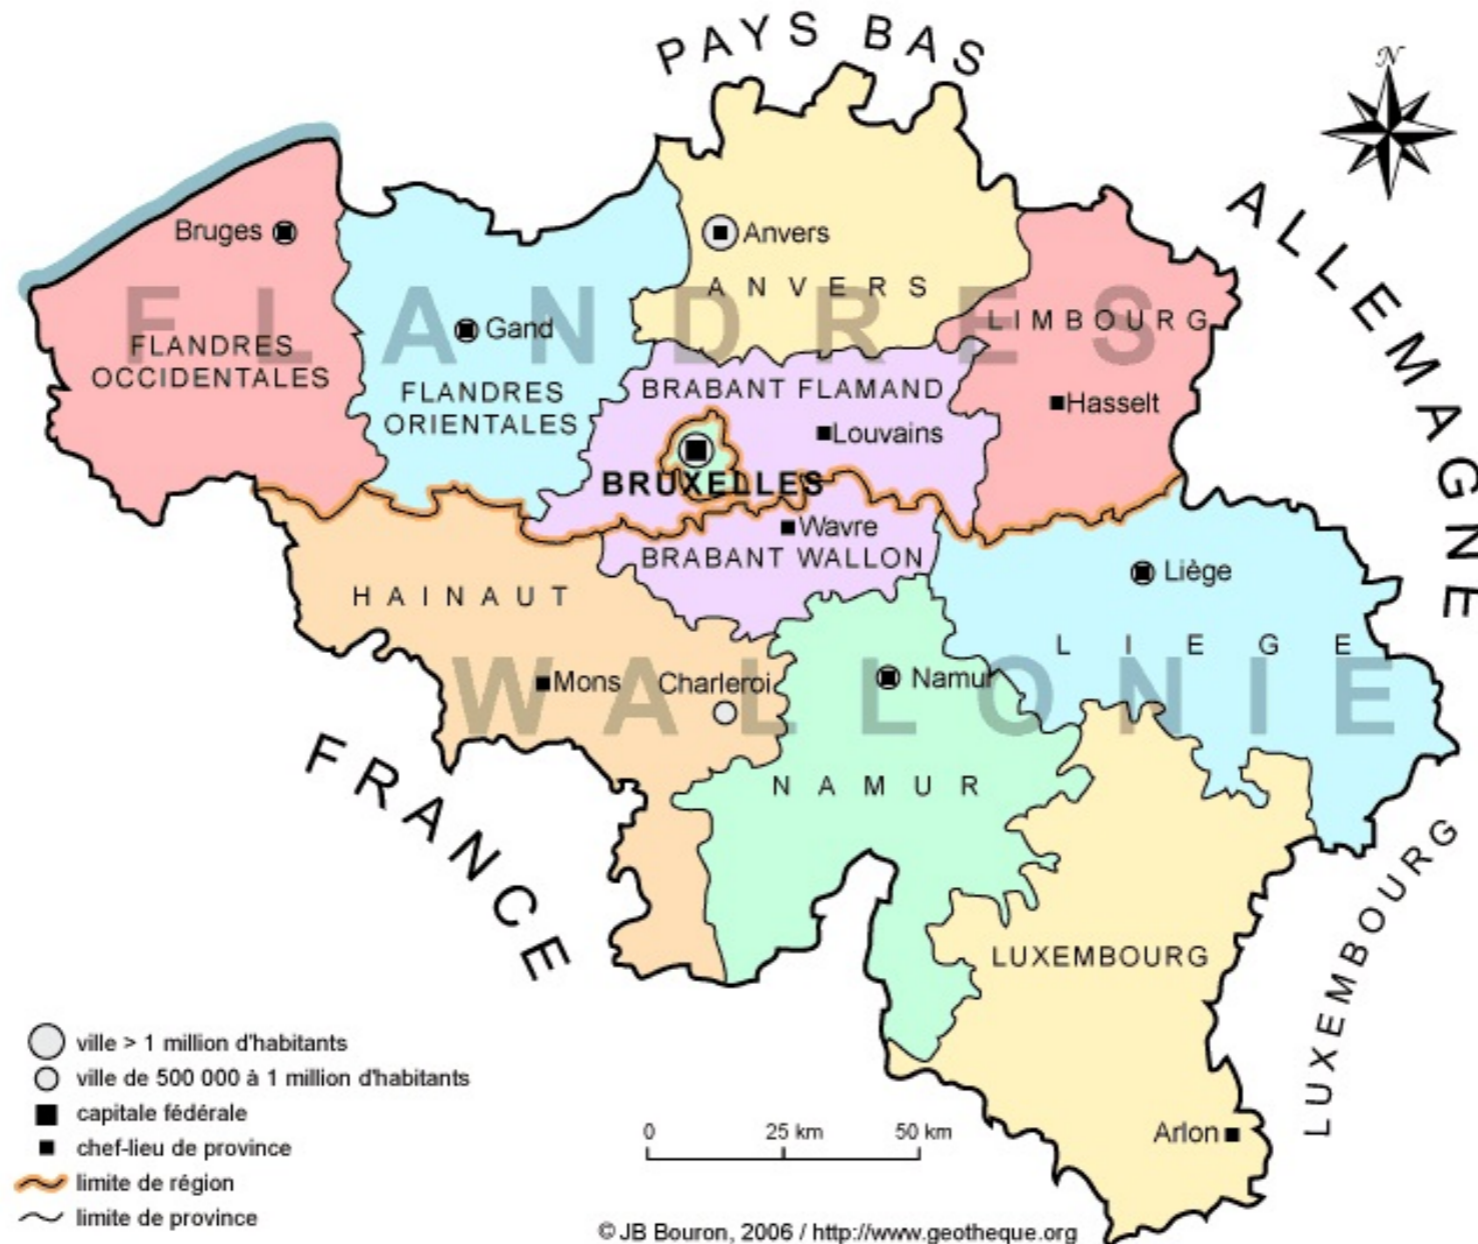 PAYS BAS
N
ALLEMAGNE
Bruges
Anvers
ANVERS
FLANDRES
LIMBOURG
Gand
FLANDRES
OCCIDENTALES
FLANDRES
ORIENTALES
BRABANT FLAMAND
Hasselt
Louvains
BRUXELLES
Wavre
BRABANT WALLON
Liège
HAINAUT
LIEGE
WALLONIE
Mons
Charleroi
Namur
NAMUR
FRANCE
LUXEMBOURG
LUXEMBOURG
Arlon
ville > 1 million d'habitants
ville de 500 000 à 1 million d'habitants
capitale fédérale
chef-lieu de province
limite de région
limite de province
0 25 km 50 km
© JB Bouron, 2006 / http://www.geotheque.org